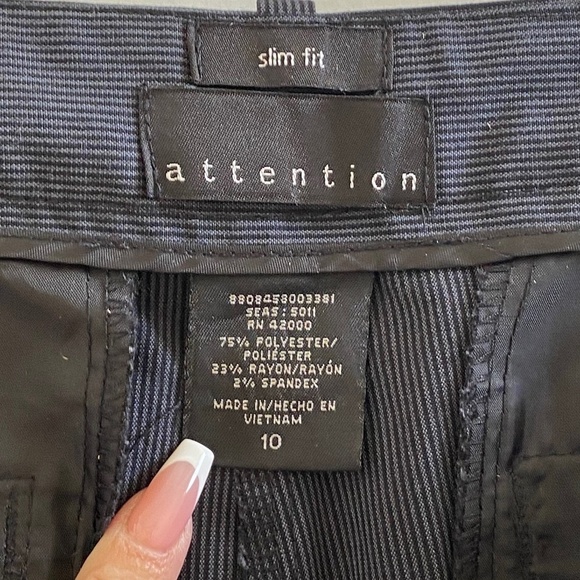 slim fit
attention
8808458003381
SEAS: 5011
RN 42000
75% POLYESTER/
POLIÉSTER
23% RAYON/RAYÓN
2% SPANDEX
MADE IN/HECHO EN
VIETNAM
10